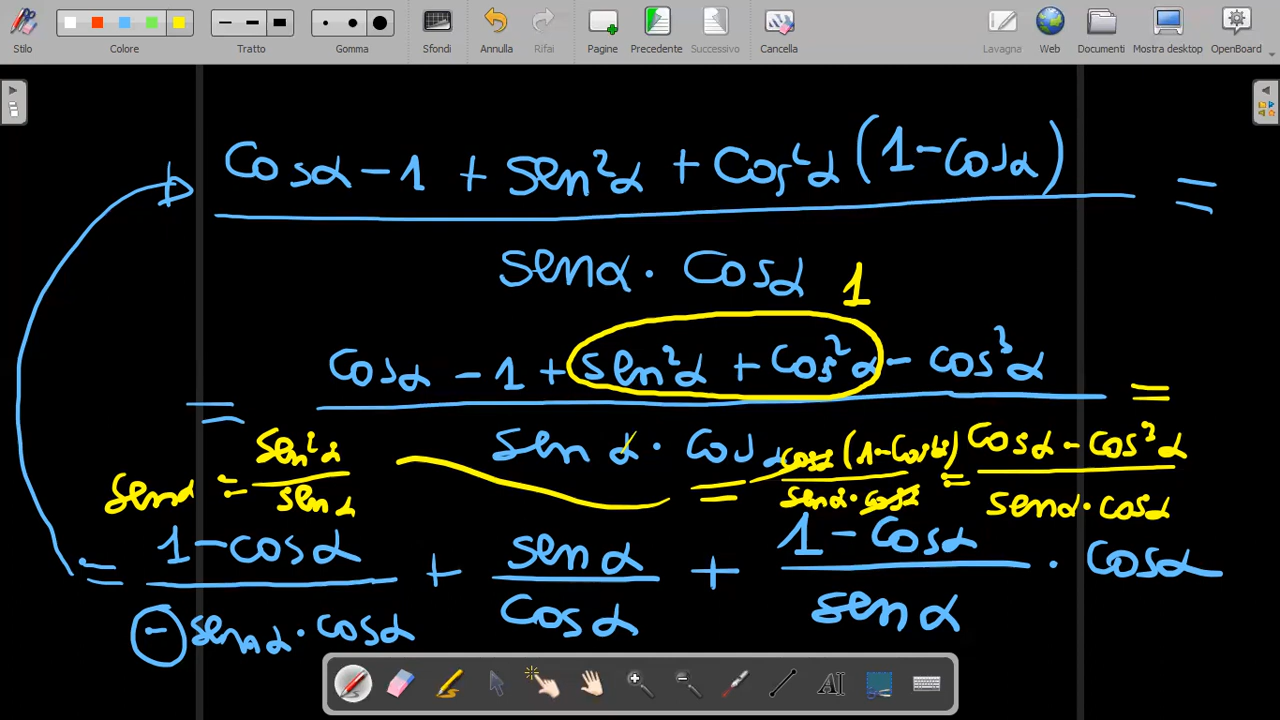 Stilo Colore Tratto Gomma Sfondi Annulla Rifai Pagine Precedente Successivo Cancella Lavagna Web Documenti Mostra desktop OpenBoard
cosα - 1 + sen²α + cos²α (1 - cosα) =
senα · cosα
1
cosα - 1 + sen²α + cos²α - cos³α =
= senα · cosα
senα = sen²α / senα
= cosα (1 - cos²α) / senα · cosα = cosα - cos³α / senα · cosα
= 1 - cosα / - senα · cosα + senα / cosα + 1 - cosα / senα · cosα
AI